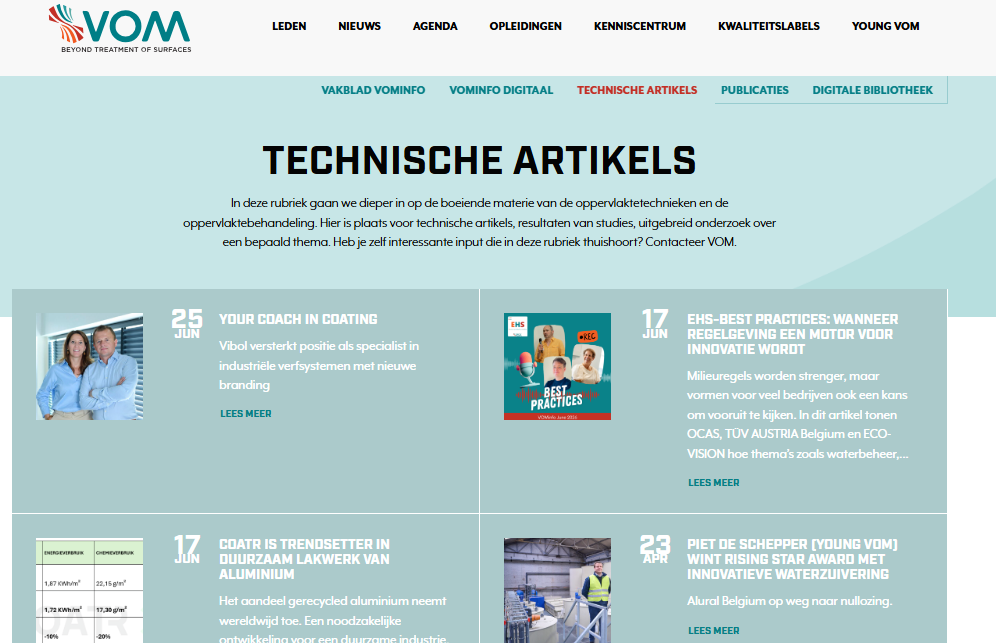 VOM
BEYOND TREATMENT OF SURFACES
LEDEN NIEUWS AGENDA OPLEIDINGEN KENNISCENTRUM KWALITEITSLABELS YOUNG VOM
VAKBLAD VOMINFO VOMINFO DIGITAAL TECHNISCHE ARTIKELS PUBLICATIES DIGITALE BIBLIOTHEEK
TECHNISCHE ARTIKELS
In deze rubriek gaan we dieper in op de boeiende materie van de oppervlaktetechnieken en de
oppervlaktebehandeling. Hier is plaats voor technische artikels, resultaten van studies, uitgebreid onderzoek over
een bepaald thema. Heb je zelf interessante input die in deze rubriek thuishoort? Contacteer VOM.
25
JUN
YOUR COACH IN COATING
Vibol versterkt positie als specialist in
industriële verfsystemen met nieuwe
branding
LEES MEER
EHS
REC
BEST
PRACTICES
17
JUN
EHS-BEST PRACTICES: WANNEER
REGELGEVING EEN MOTOR VOOR
INNOVATIE WORDT
Milieuregels worden strenger, maar
vormen voor veel bedrijven ook een kans
om vooruit te kijken. In dit artikel tonen
OCAS, TÜV AUSTRIA Belgium en ECO-
VISION hoe thema's zoals waterbeheer,...
LEES MEER
ENERGIEVERBRUIK CHEMIEVERBRUIK
1,87 KWh/m² 22,15 g/m²
1,72 KWh/m² 17,30 g/m²
-10% -20%
17
JUN
COATR IS TRENDSETTER IN
DUURZAAM LAKWERK VAN
ALUMINIUM
Het aandeel gerecycled aluminium neemt
wereldwijd toe. Een noodzakelijke
ontwikkeling voor een duurzame industrie,
23
APR
PIET DE SCHEPPER (YOUNG VOM)
WINT RISING STAR AWARD MET
INNOVATIEVE WATERZUIVERING
Alural Belgium op weg naar nullozing.
LEES MEER